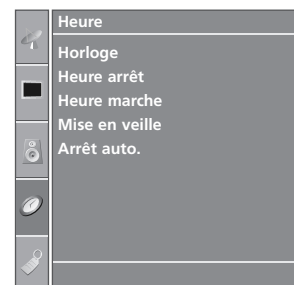 Heure
Horloge
Heure arrêt
Heure marche
Mise en veille
Arrêt auto.